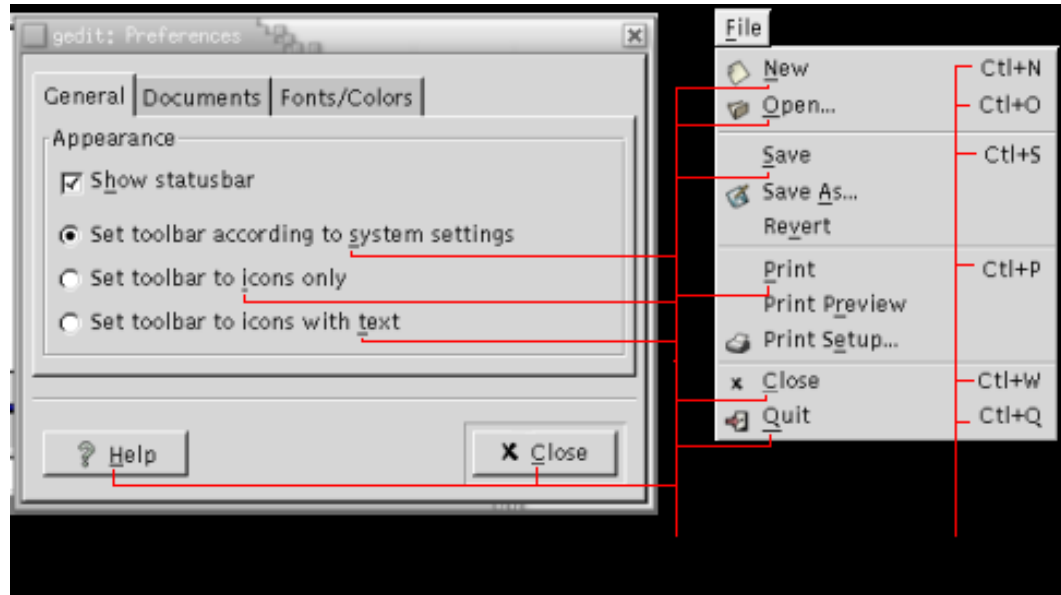 gedit: Preferences
General Documents Fonts/Colors
Appearance
Show statusbar
Set toolbar according to system settings
Set toolbar to icons only
Set toolbar to icons with text
Help
Close
File
New Ctl+N
Open... Ctl+O
Save Ctl+S
Save As...
Revert
Print Ctl+P
Print Preview
Print Setup...
Close Ctl+W
Quit Ctl+Q